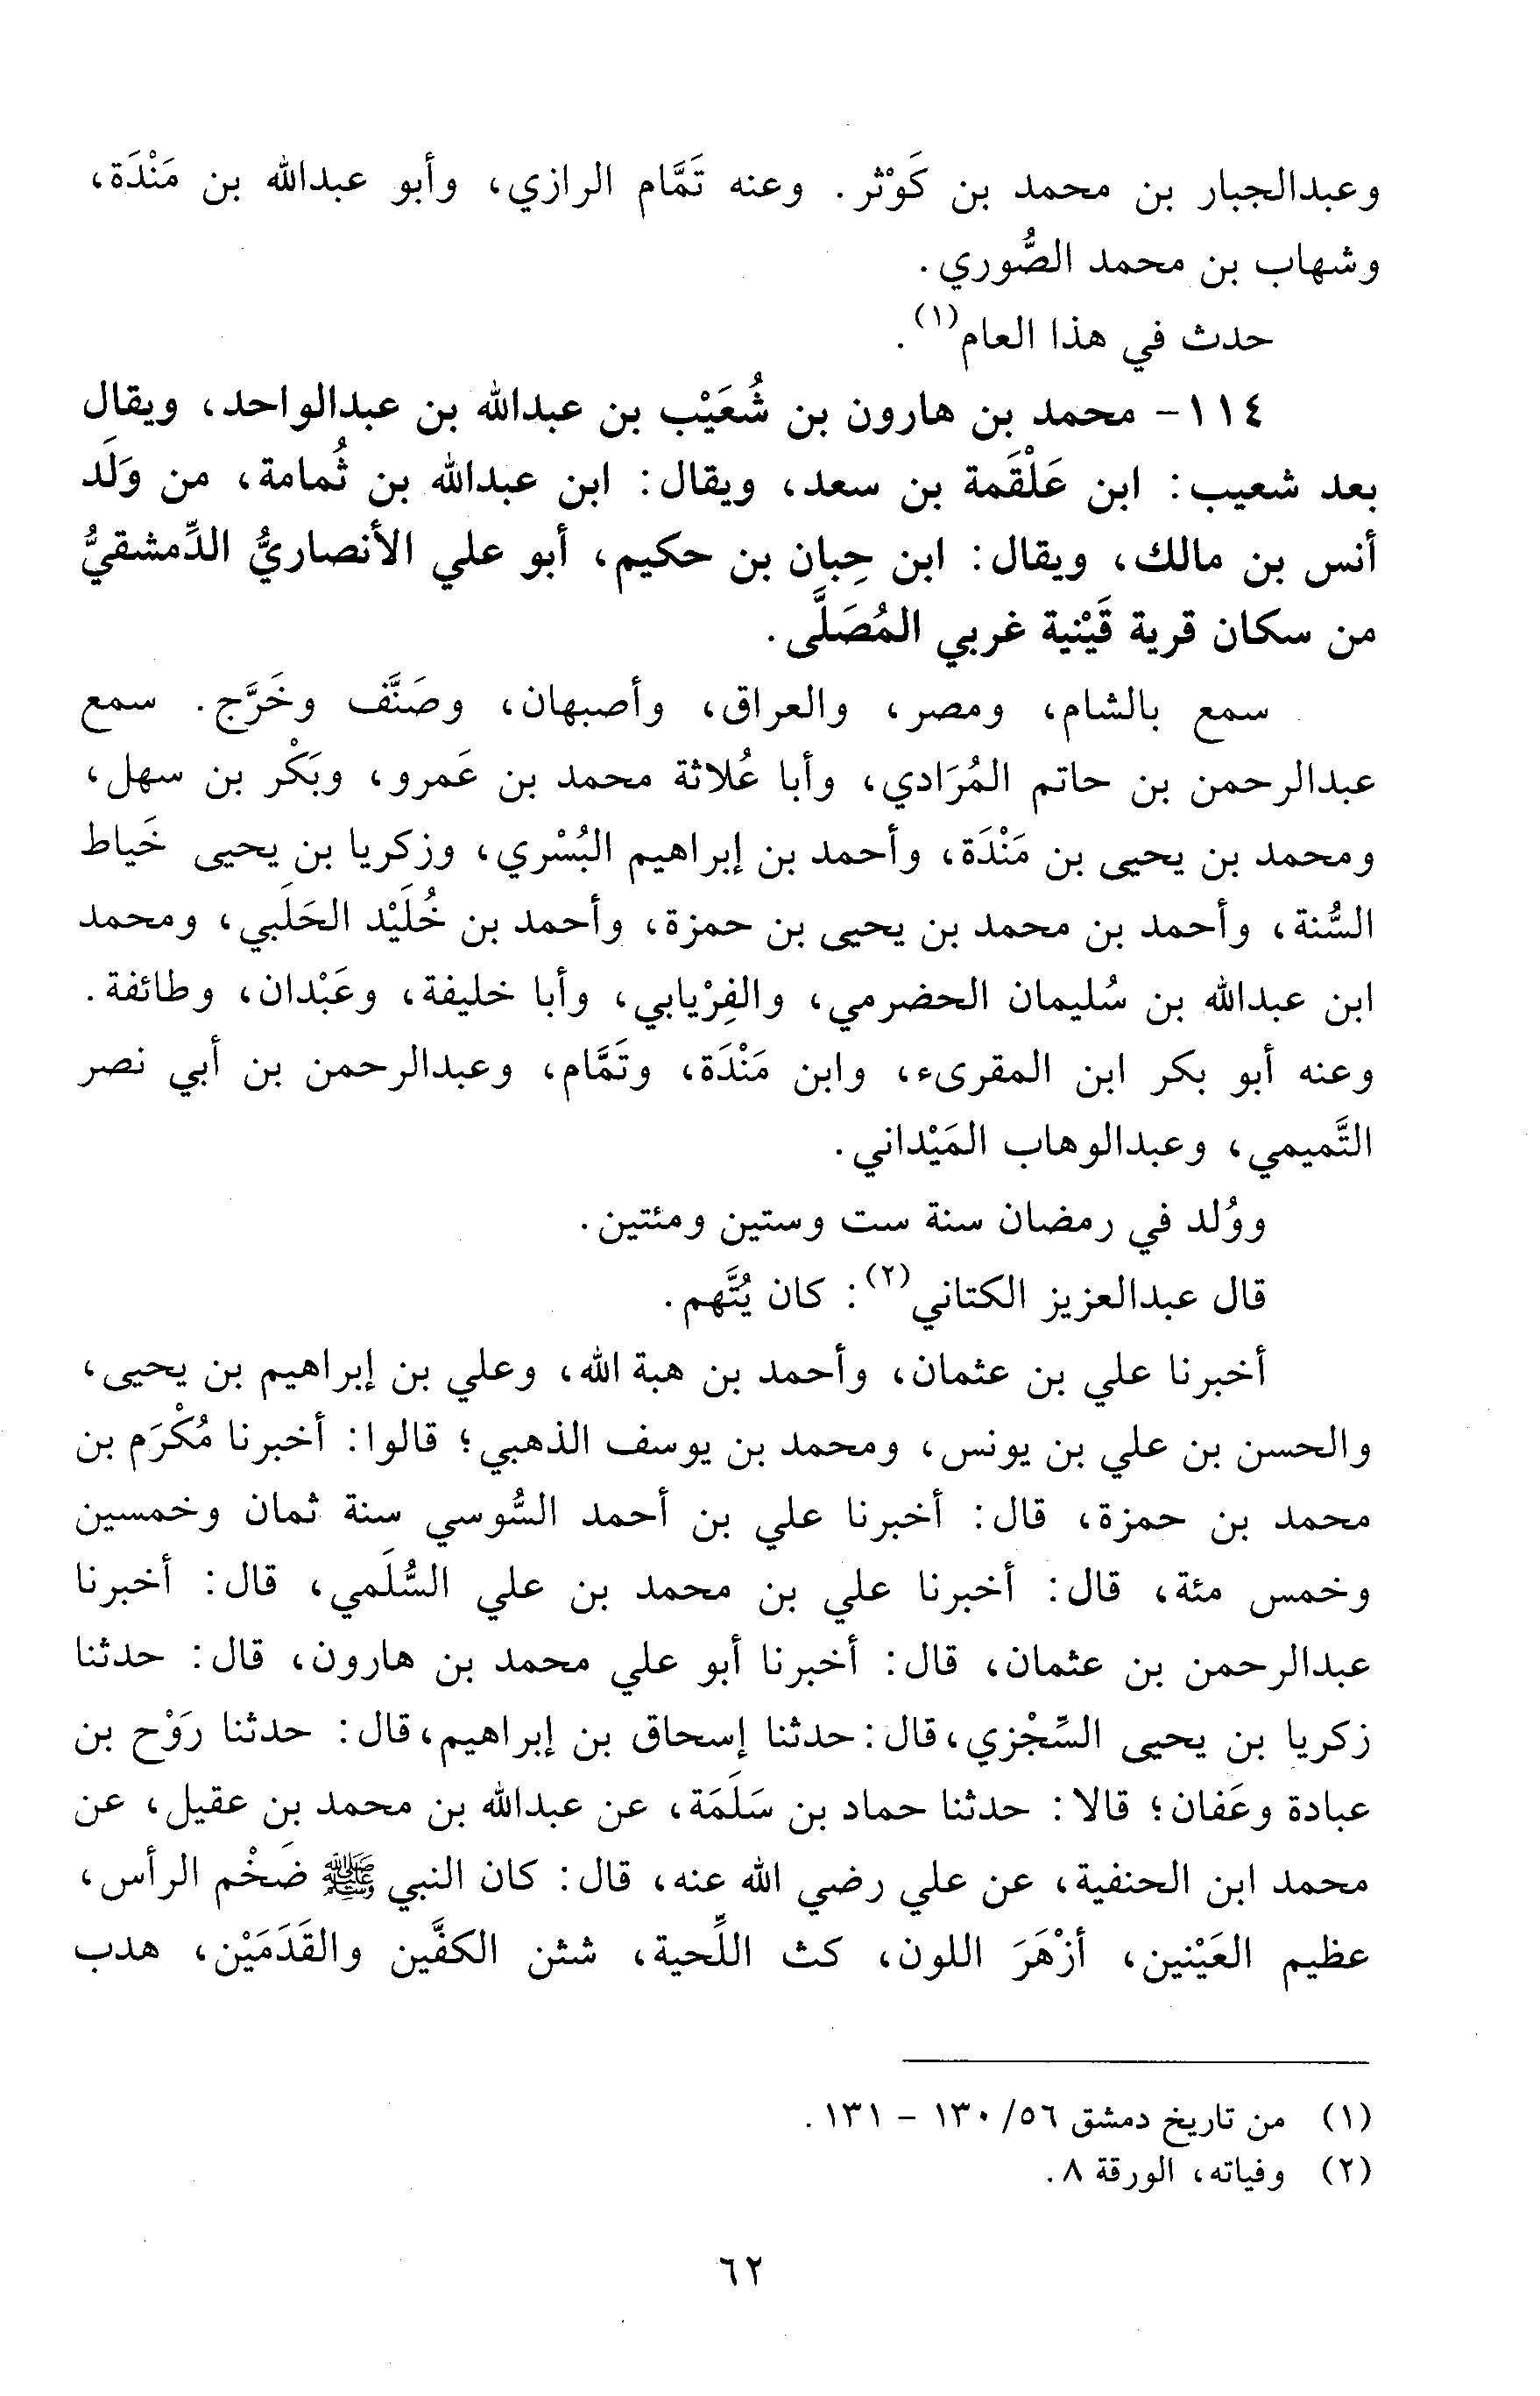 وعبدالجبار بن محمد بن كَوْثر. وعنه تَمَّام الرازي، وأبو عبدالله بن مَنْدَة،
وشهاب بن محمد الصُّوري.
حدث في هذا العام(١).
١١٤- محمد بن هارون بن شُعَيْب بن عبدالله بن عبدالواحد، ويقال
بعد شعيب: ابن عَلْقَمة بن سعد، ويقال: ابن عبدالله بن ثُمامة، من وَلَد
أنس بن مالك، ويقال: ابن حِبان بن حكيم، أبو علي الأنصاريُّ الدِّمشقيُّ
من سكان قرية قَيْنية غربي المُصَلَّى.
سمع بالشام، ومصر، والعراق، وأصبهان، وصَنَّف وخَرَّج. سمع
عبدالرحمن بن حاتم المُرَادي، وأبا عُلاثة محمد بن عَمرو، وبَكْر بن سهل،
ومحمد بن يحيى بن مَنْدَة، وأحمد بن إبراهيم البُسْري، وزكريا بن يحيى خَياط
السُّنة، وأحمد بن محمد بن يحيى بن حمزة، وأحمد بن خُلَيْد الحَلَبي، ومحمد
ابن عبدالله بن سُليمان الحضرمي، والفِرْيابي، وأبا خليفة، وعَبْدان، وطائفة.
وعنه أبو بكر ابن المقرىء، وابن مَنْدَة، وتَمَّام، وعبدالرحمن بن أبي نصر
التَّميمي، وعبدالوهاب المَيْداني.
ووُلد في رمضان سنة ست وستين ومئتين.
قال عبدالعزيز الكتاني(٢): كان يُتَّهم.
أخبرنا علي بن عثمان، وأحمد بن هبة الله، وعلي بن إبراهيم بن يحيى،
والحسن بن علي بن يونس، ومحمد بن يوسف الذهبي؛ قالوا: أخبرنا مُكْرَم بن
محمد بن حمزة، قال: أخبرنا علي بن أحمد السُّوسي سنة ثمان وخمسين
وخمس مئة، قال: أخبرنا علي بن محمد بن علي السُّلَمي، قال: أخبرنا
عبدالرحمن بن عثمان، قال: أخبرنا أبو علي محمد بن هارون، قال: حدثنا
زكريا بن يحيى السِّجْزي، قال: حدثنا إسحاق بن إبراهيم، قال: حدثنا رَوْح بن
عبادة وعَفان؛ قالا: حدثنا حماد بن سَلَمَة، عن عبدالله بن محمد بن عقيل، عن
محمد ابن الحنفية، عن علي رضي الله عنه، قال: كان النبي ﷺ ضَخْم الرأس،
عظيم العَيْنين، أزْهَرَ اللون، كث اللِّحية، شثن الكفَّين والقَدَمَيْن، هدب
(١) من تاريخ دمشق ٥٦/ ١٣٠ - ١٣١.
(٢) وفياته، الورقة ٨.
٦٢